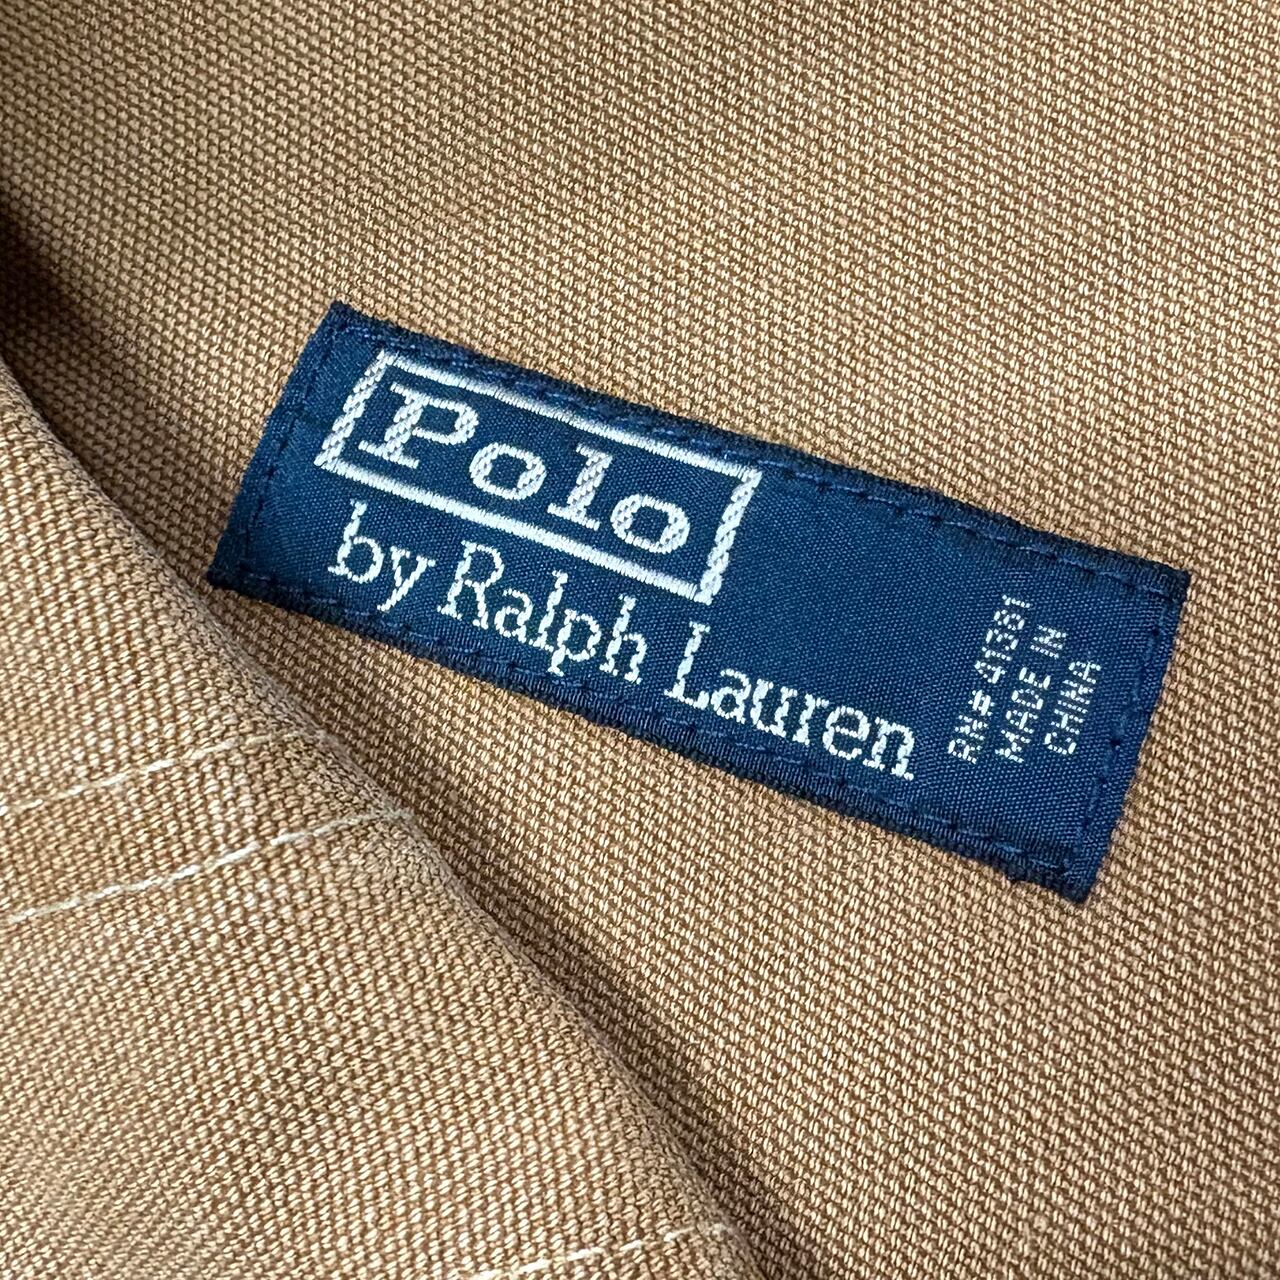 Polo
by Ralph Lauren
RN#41381
MADE IN
CHINA